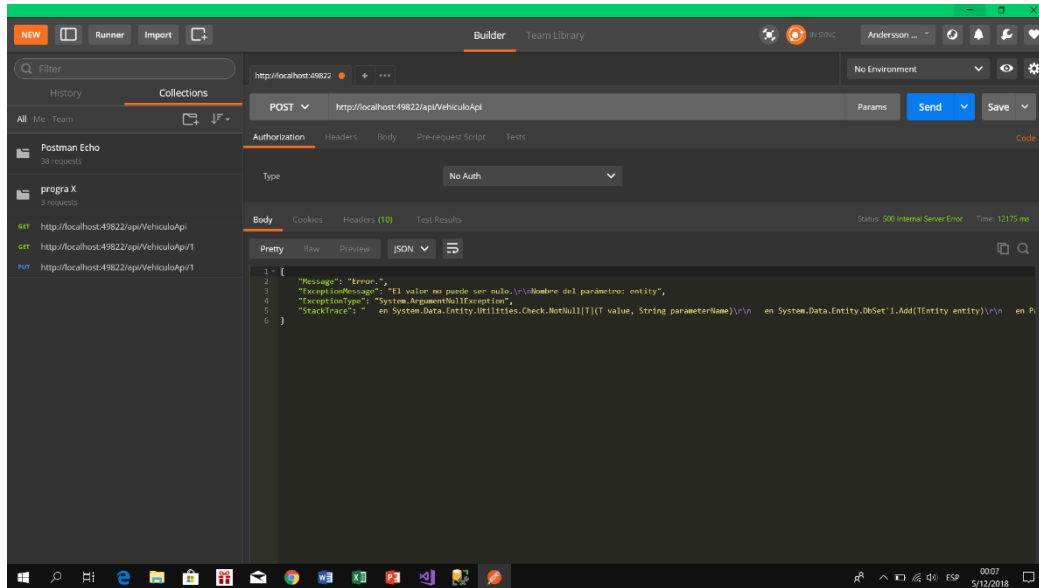 NEW Runner Import Builder Team Library IN SYNC Andersson ...
Filter
History Collections
All Me Team
Postman Echo
38 requests
progra X
3 requests
GET http://localhost:49822/api/VehiculoApi
GET http://localhost:49822/api/VehiculoApi/1
PUT http://localhost:49822/api/VehiculoApi/1
http://localhost:49822 + •••
No Environment
POST http://localhost:49822/api/VehiculoApi Params Send Save
Authorization Headers Body Pre-request Script Tests Code
Type No Auth
Body Cookies Headers (10) Test Results Status: 500 Internal Server Error Time: 12175 ms
Pretty Raw Preview JSON
1 {
2 "Message": "Error.",
3 "ExceptionMessage": "El valor no puede ser nulo.\r\nNombre del parámetro: entity",
4 "ExceptionType": "System.ArgumentNullException",
5 "StackTrace": " en System.Data.Entity.Utilities.Check.NotNull[T](T value, String parameterName)\r\n en System.Data.Entity.DbSet`1.Add(TEntity entity)\r\n en
6 }
ESP
00:07
5/12/2018